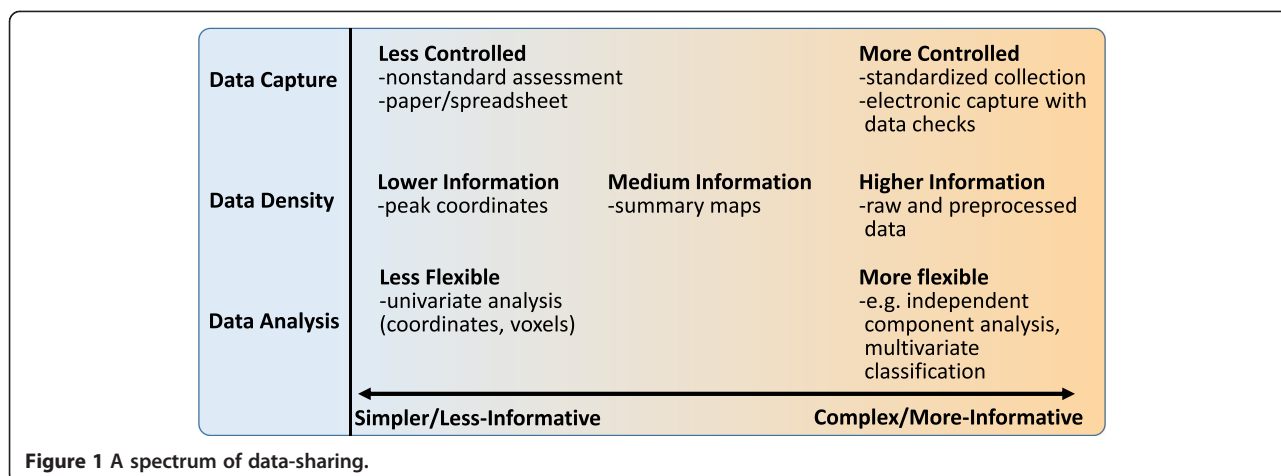 Data Capture
Less Controlled
-nonstandard assessment
-paper/spreadsheet
More Controlled
-standardized collection
-electronic capture with
data checks
Data Density
Lower Information
-peak coordinates
Medium Information
-summary maps
Higher Information
-raw and preprocessed
data
Data Analysis
Less Flexible
-univariate analysis
(coordinates, voxels)
More flexible
-e.g. independent
component analysis,
multivariate
classification
Simpler/Less-Informative
Complex/More-Informative
Figure 1 A spectrum of data-sharing.